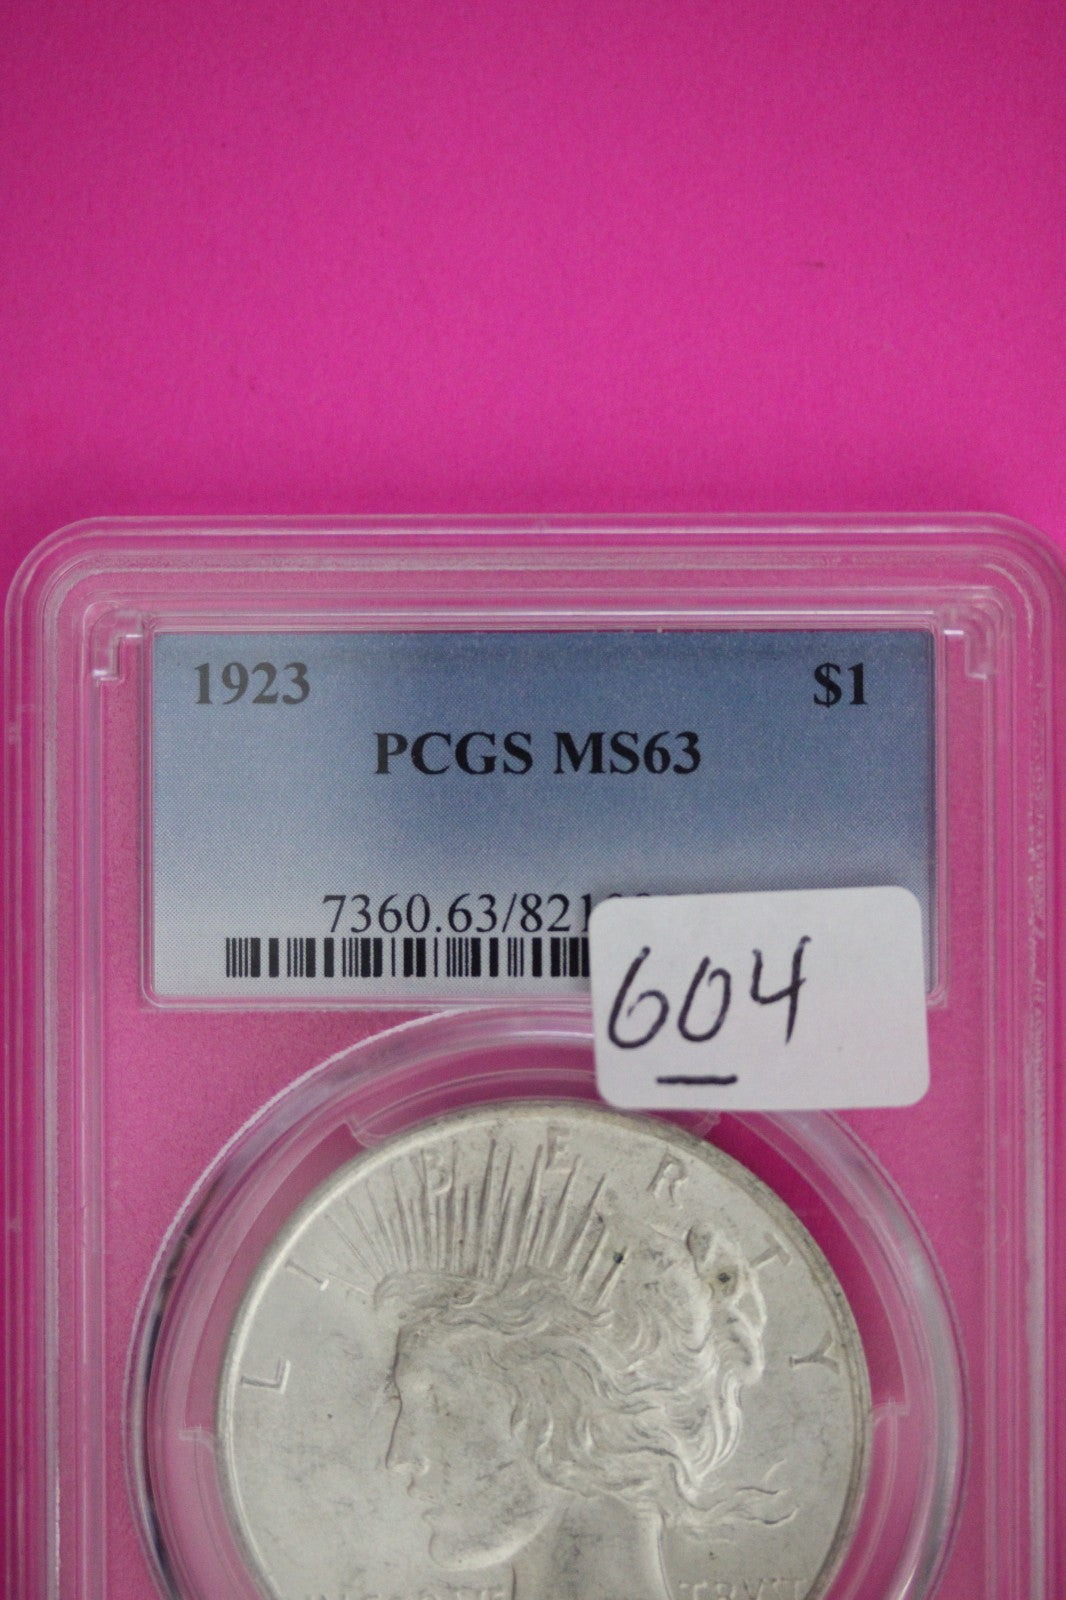 1923 $1
PCGS MS63
7360.63/821
604
LIBERTY